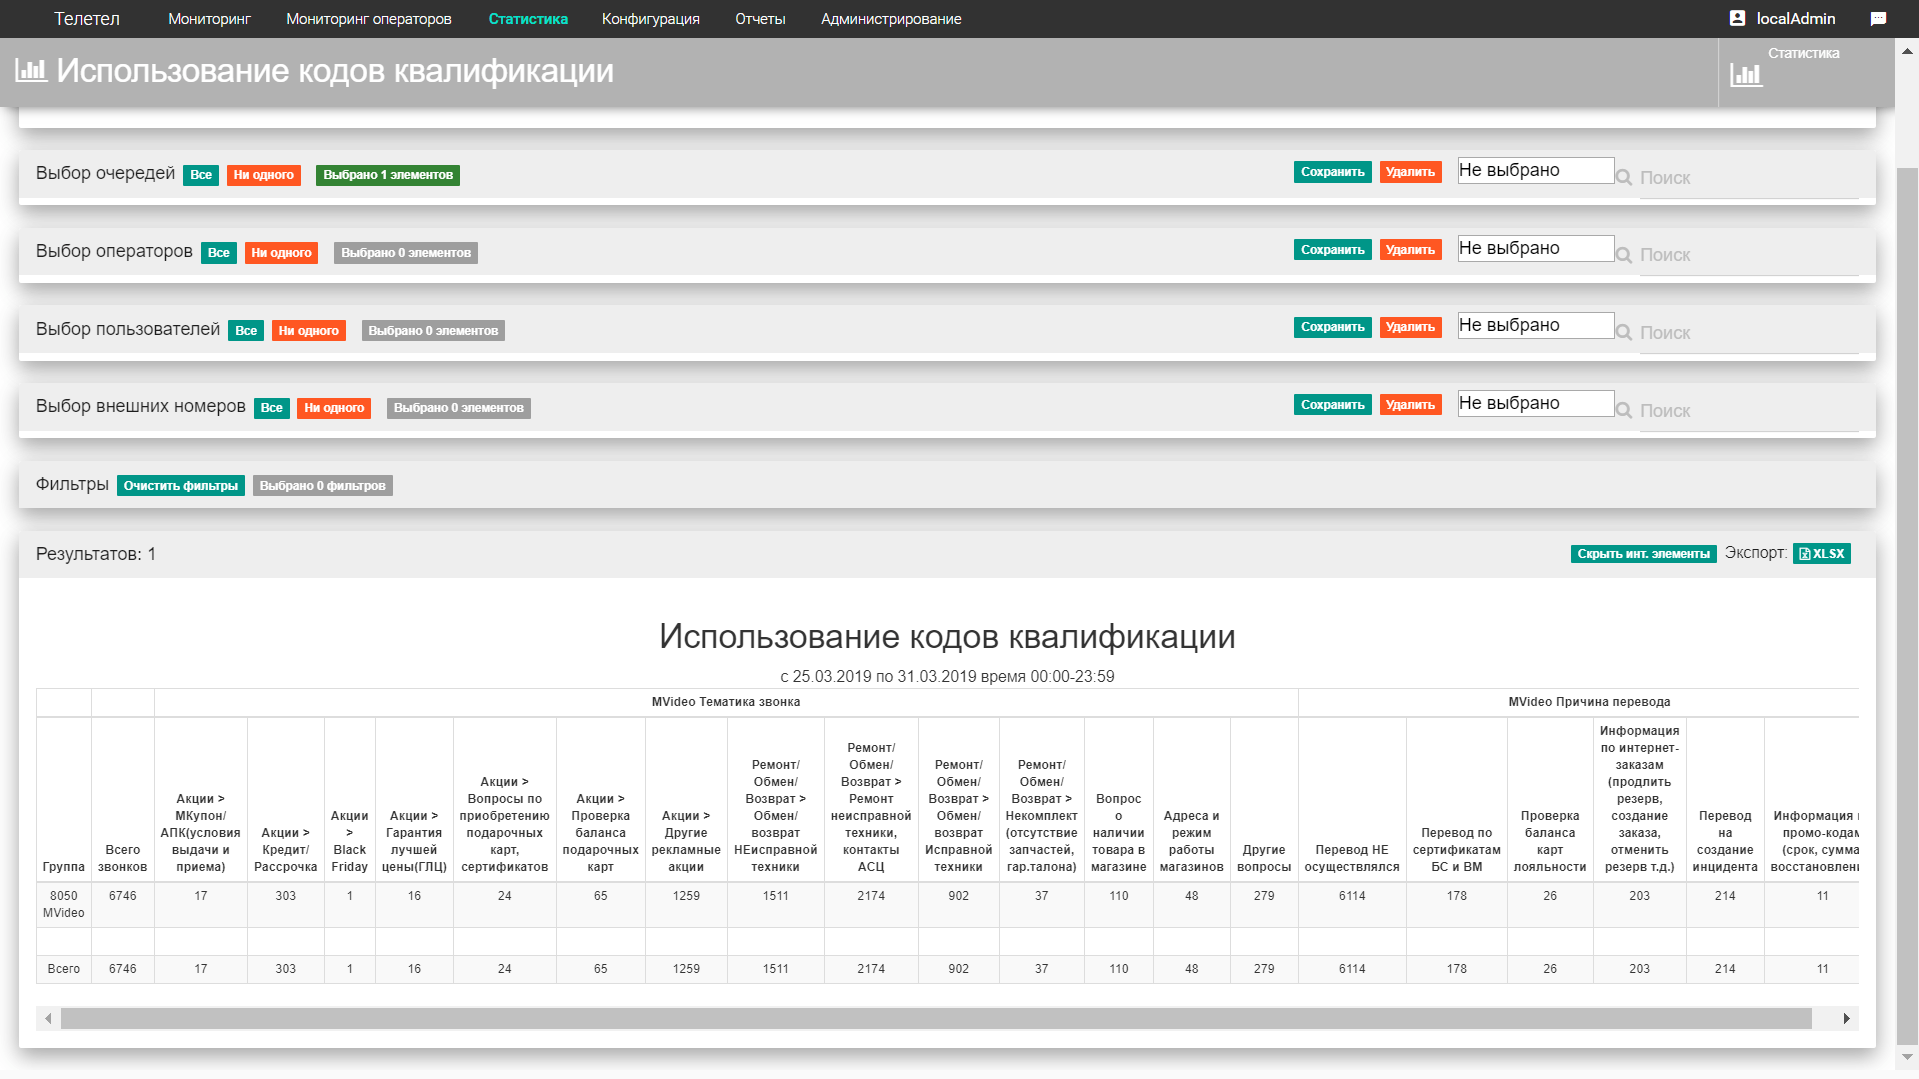 Телетел Мониторинг Мониторинг операторов Статистика Конфигурация Отчеты Администрирование localAdmin
Использование кодов квалификации Статистика
Выбор очередей Все Ни одного Выбрано 1 элементов Сохранить Удалить Не выбрано Поиск
Выбор операторов Все Ни одного Выбрано 0 элементов Сохранить Удалить Не выбрано Поиск
Выбор пользователей Все Ни одного Выбрано 0 элементов Сохранить Удалить Не выбрано Поиск
Выбор внешних номеров Все Ни одного Выбрано 0 элементов Сохранить Удалить Не выбрано Поиск
Фильтры Очистить фильтры Выбрано 0 фильтров
Результатов: 1 Скрыть инт. элементы Экспорт: XLSX
Использование кодов квалификации
с 25.03.2019 по 31.03.2019 время 00:00-23:59
MVideo Тематика звонка MVideo Причина перевода
Группа
Всего
звонков
Акции >
МКупон/
АПК(условия
выдачи и
приема)
Акции >
Кредит/
Рассрочка
Акции
>
Black
Friday
Акции >
Гарантия
лучшей
цены(ГЛЦ)
Акции >
Вопросы по
приобретению
подарочных
карт,
сертификатов
Акции >
Проверка
баланса
подарочных
карт
Акции >
Другие
рекламные
акции
Ремонт/
Обмен/
Возврат >
Обмен/
возврат
НЕисправной
техники
Ремонт/
Обмен/
Возврат >
Ремонт
неисправной
техники,
контакты
АСЦ
Ремонт/
Обмен/
Возврат >
Обмен/
возврат
Исправной
техники
Ремонт/
Обмен/
Возврат >
Некомплект
(отсутствие
запчастей,
гар.талона)
Вопрос
о
наличии
товара в
магазине
Адреса и
режим
работы
магазинов
Другие
вопросы
Перевод НЕ
осуществлялся
Перевод по
сертификатам
БС и ВМ
Проверка
баланса
карт
лояльности
Информация
по интернет-
заказам
(продлить
резерв,
создание
заказа,
отменить
резерв т.д.)
Перевод
на
создание
инцидента
Информация
промо-кодам
(срок, сумма
восстановлени
8050 6746 17 303 1 16 24 65 1259 1511 2174 902 37 110 48 279 6114 178 26 203 214 11
MVideo
Всего 6746 17 303 1 16 24 65 1259 1511 2174 902 37 110 48 279 6114 178 26 203 214 11